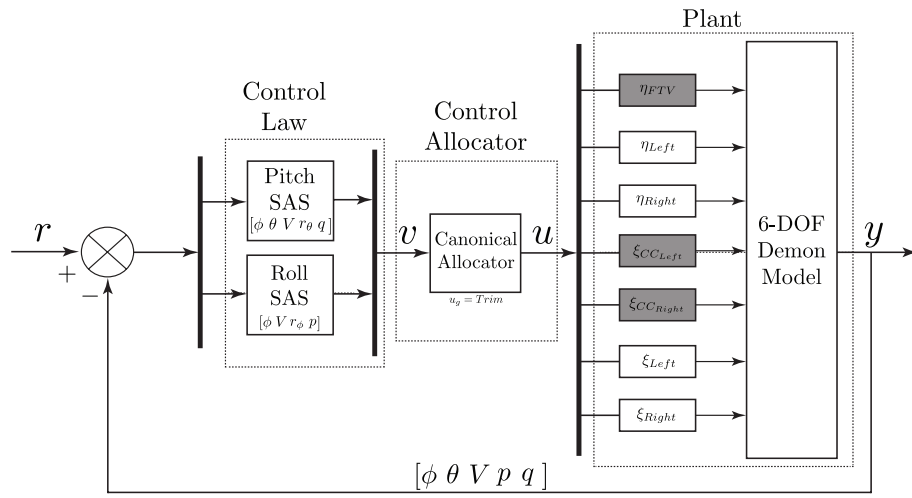 Plant
Control
Law
Control
Allocator
r
+
−
Pitch
SAS
[ϕ θ V r_θ q]
Roll
SAS
[ϕ V r_ϕ p]
v
Canonical
Allocator
u_g = Trim
u
η_FTV
η_Left
η_Right
ξ_CC_Left
ξ_CC_Right
ξ_Left
ξ_Right
6-DOF
Demon
Model
y
[ϕ θ V p q]